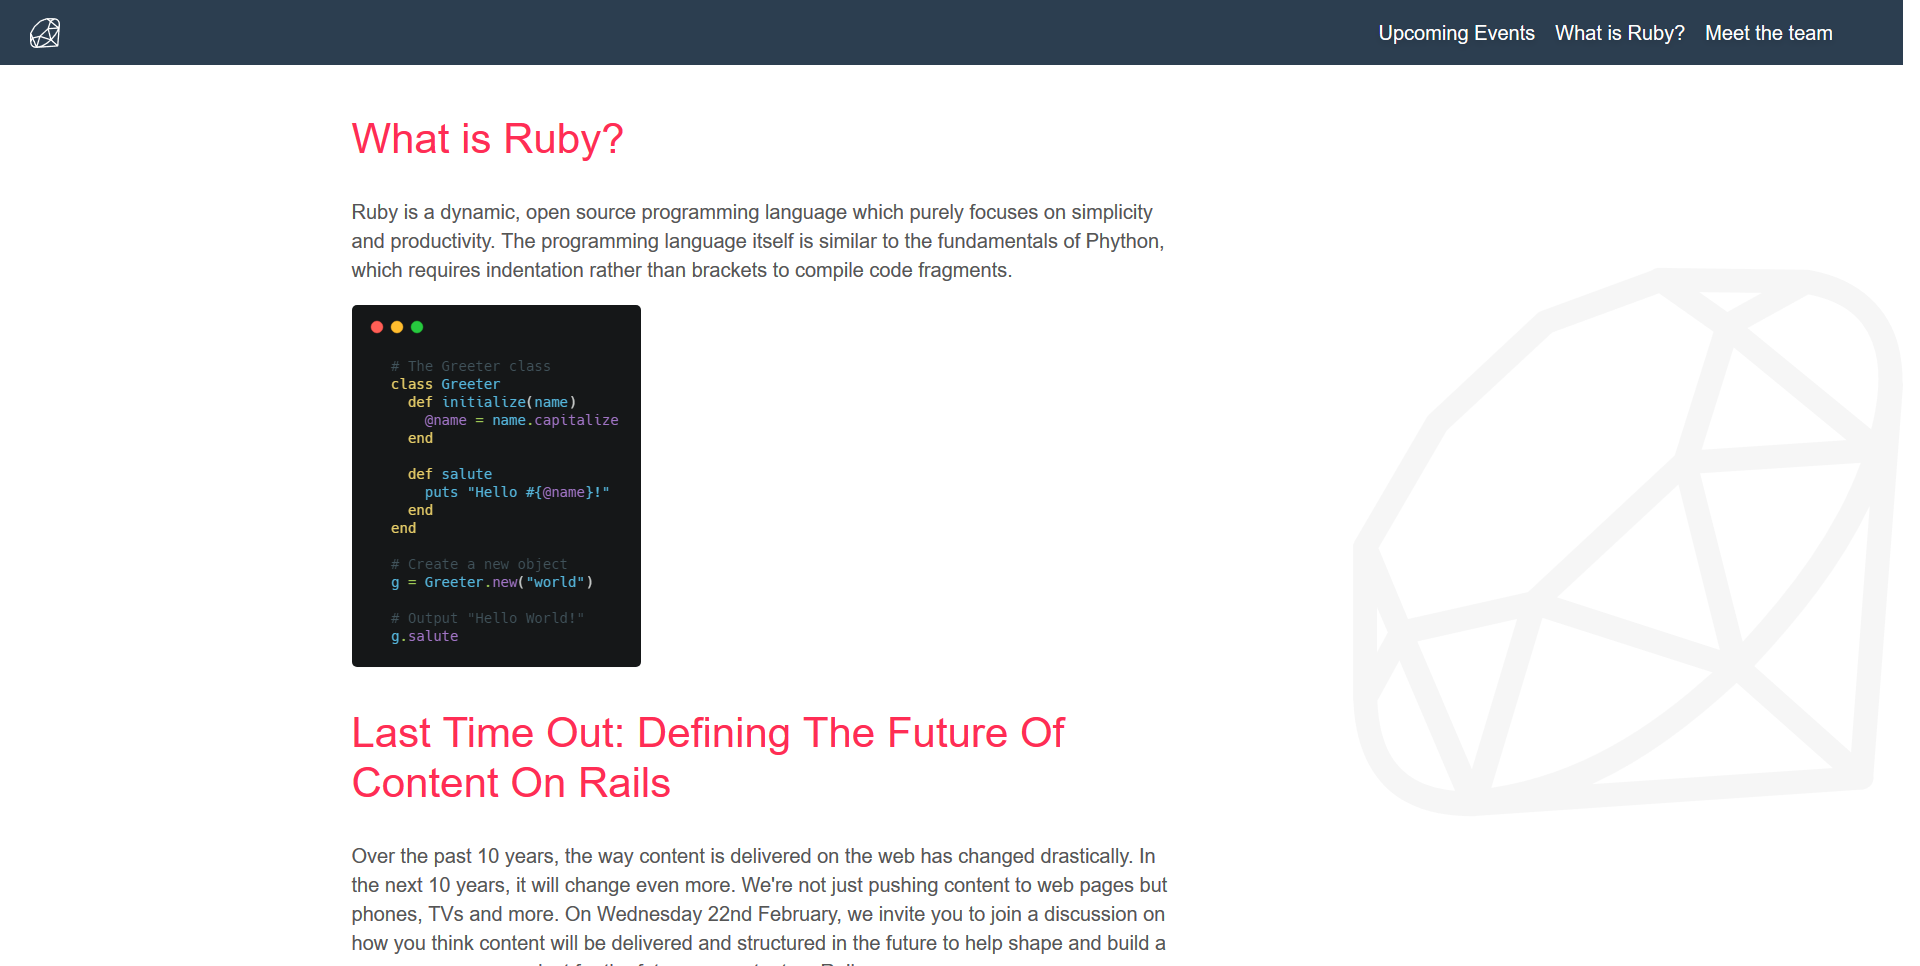 Upcoming Events What is Ruby? Meet the team
What is Ruby?
Ruby is a dynamic, open source programming language which purely focuses on simplicity
and productivity. The programming language itself is similar to the fundamentals of Phython,
which requires indentation rather than brackets to compile code fragments.
# The Greeter class
class Greeter
  def initialize(name)
    @name = name.capitalize
  end
  def salute
    puts "Hello #{@name}!"
  end
end
# Create a new object
g = Greeter.new("world")
# Output "Hello World!"
g.salute
Last Time Out: Defining The Future Of
Content On Rails
Over the past 10 years, the way content is delivered on the web has changed drastically. In
the next 10 years, it will change even more. We're not just pushing content to web pages but
phones, TVs and more. On Wednesday 22nd February, we invite you to join a discussion on
how you think content will be delivered and structured in the future to help shape and build a